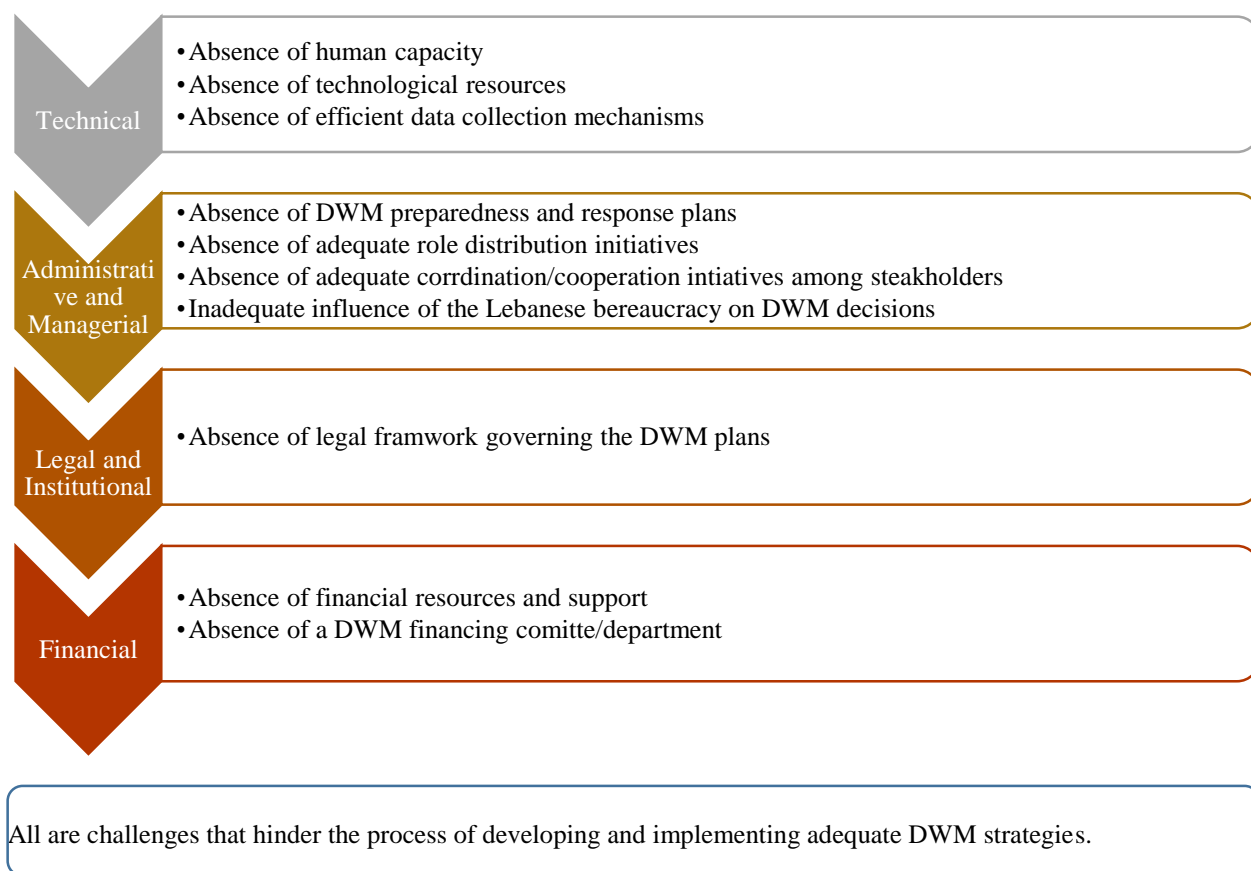 Technical
•Absence of human capacity
•Absence of technological resources
•Absence of efficient data collection mechanisms
Administrati
ve and
Managerial
•Absence of DWM preparedness and response plans
•Absence of adequate role distribution initiatives
•Absence of adequate corrdination/cooperation intiatives among steakholders
•Inadequate influence of the Lebanese bereaucracy on DWM decisions
Legal and
Institutional
•Absence of legal framwork governing the DWM plans
Financial
•Absence of financial resources and support
•Absence of a DWM financing comitte/department
All are challenges that hinder the process of developing and implementing adequate DWM strategies.